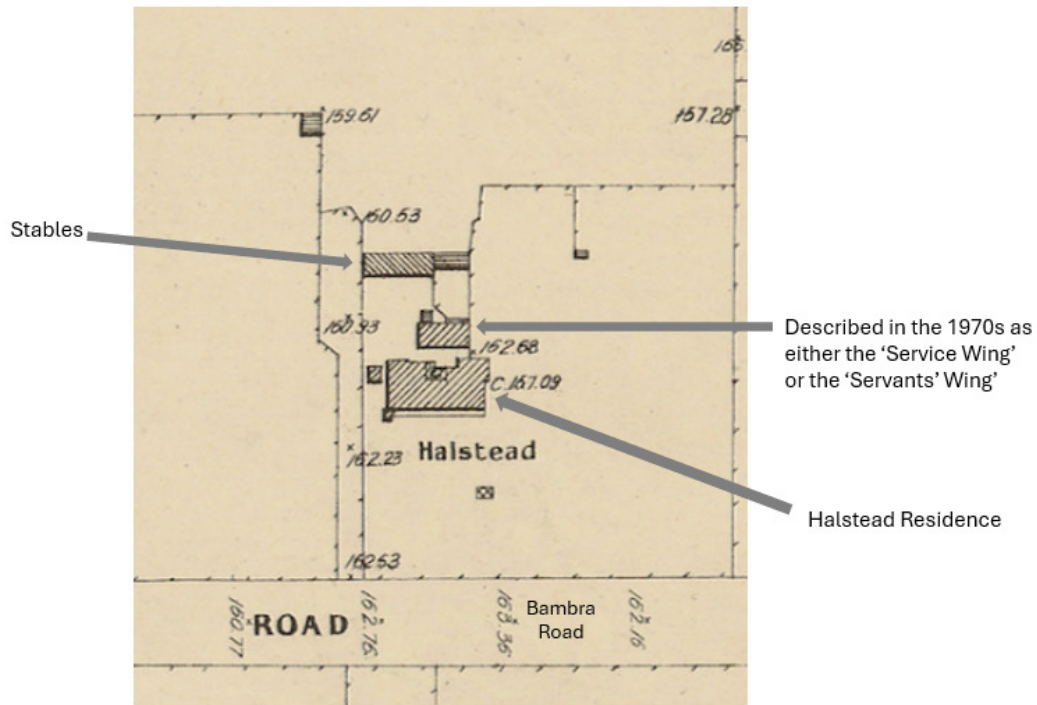 166.
159.61
157.28
160.53
Stables
160.93
Described in the 1970s as
either the ‘Service Wing’
or the ‘Servants’ Wing’
162.68
C.167.09
Halstead
162.23
Halstead Residence
162.53
160.77
ROAD
162.76
163.36
Bambra
Road
162.16